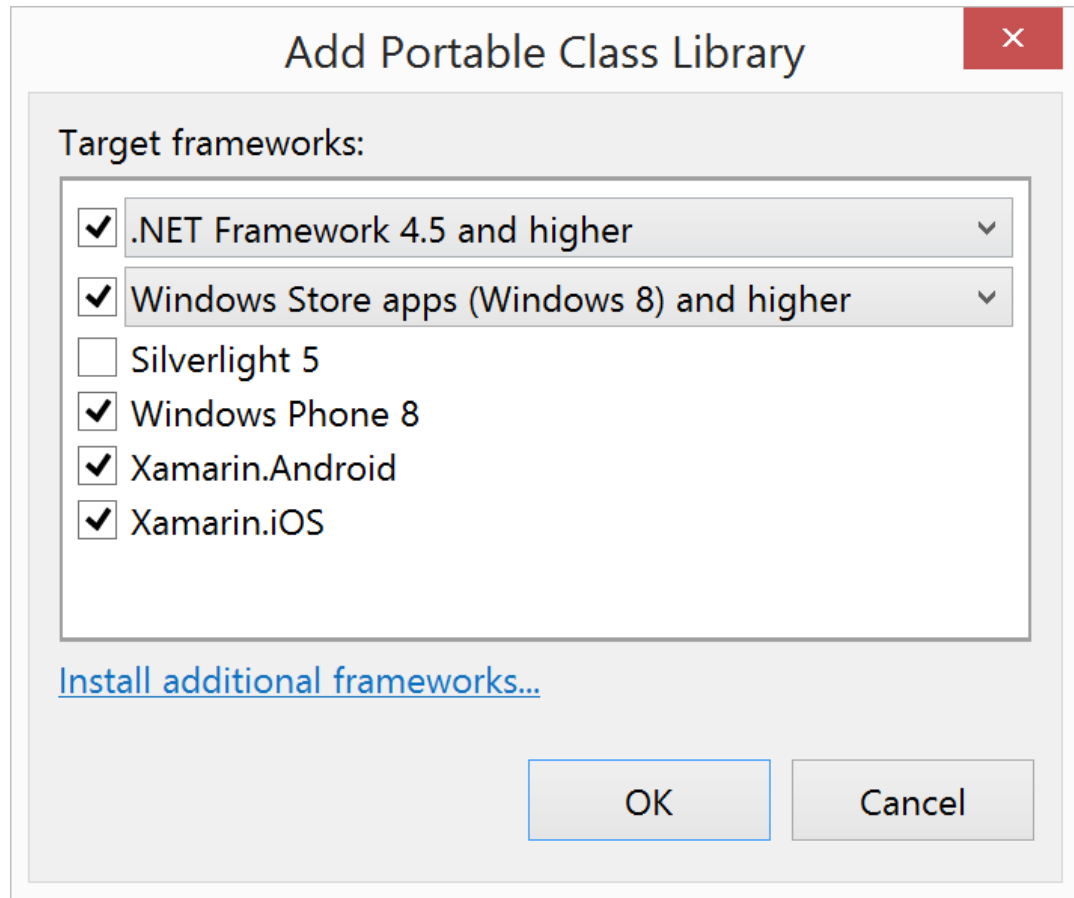 Add Portable Class Library
Target frameworks:
.NET Framework 4.5 and higher
Windows Store apps (Windows 8) and higher
Silverlight 5
Windows Phone 8
Xamarin.Android
Xamarin.iOS
Install additional frameworks...
OK
Cancel